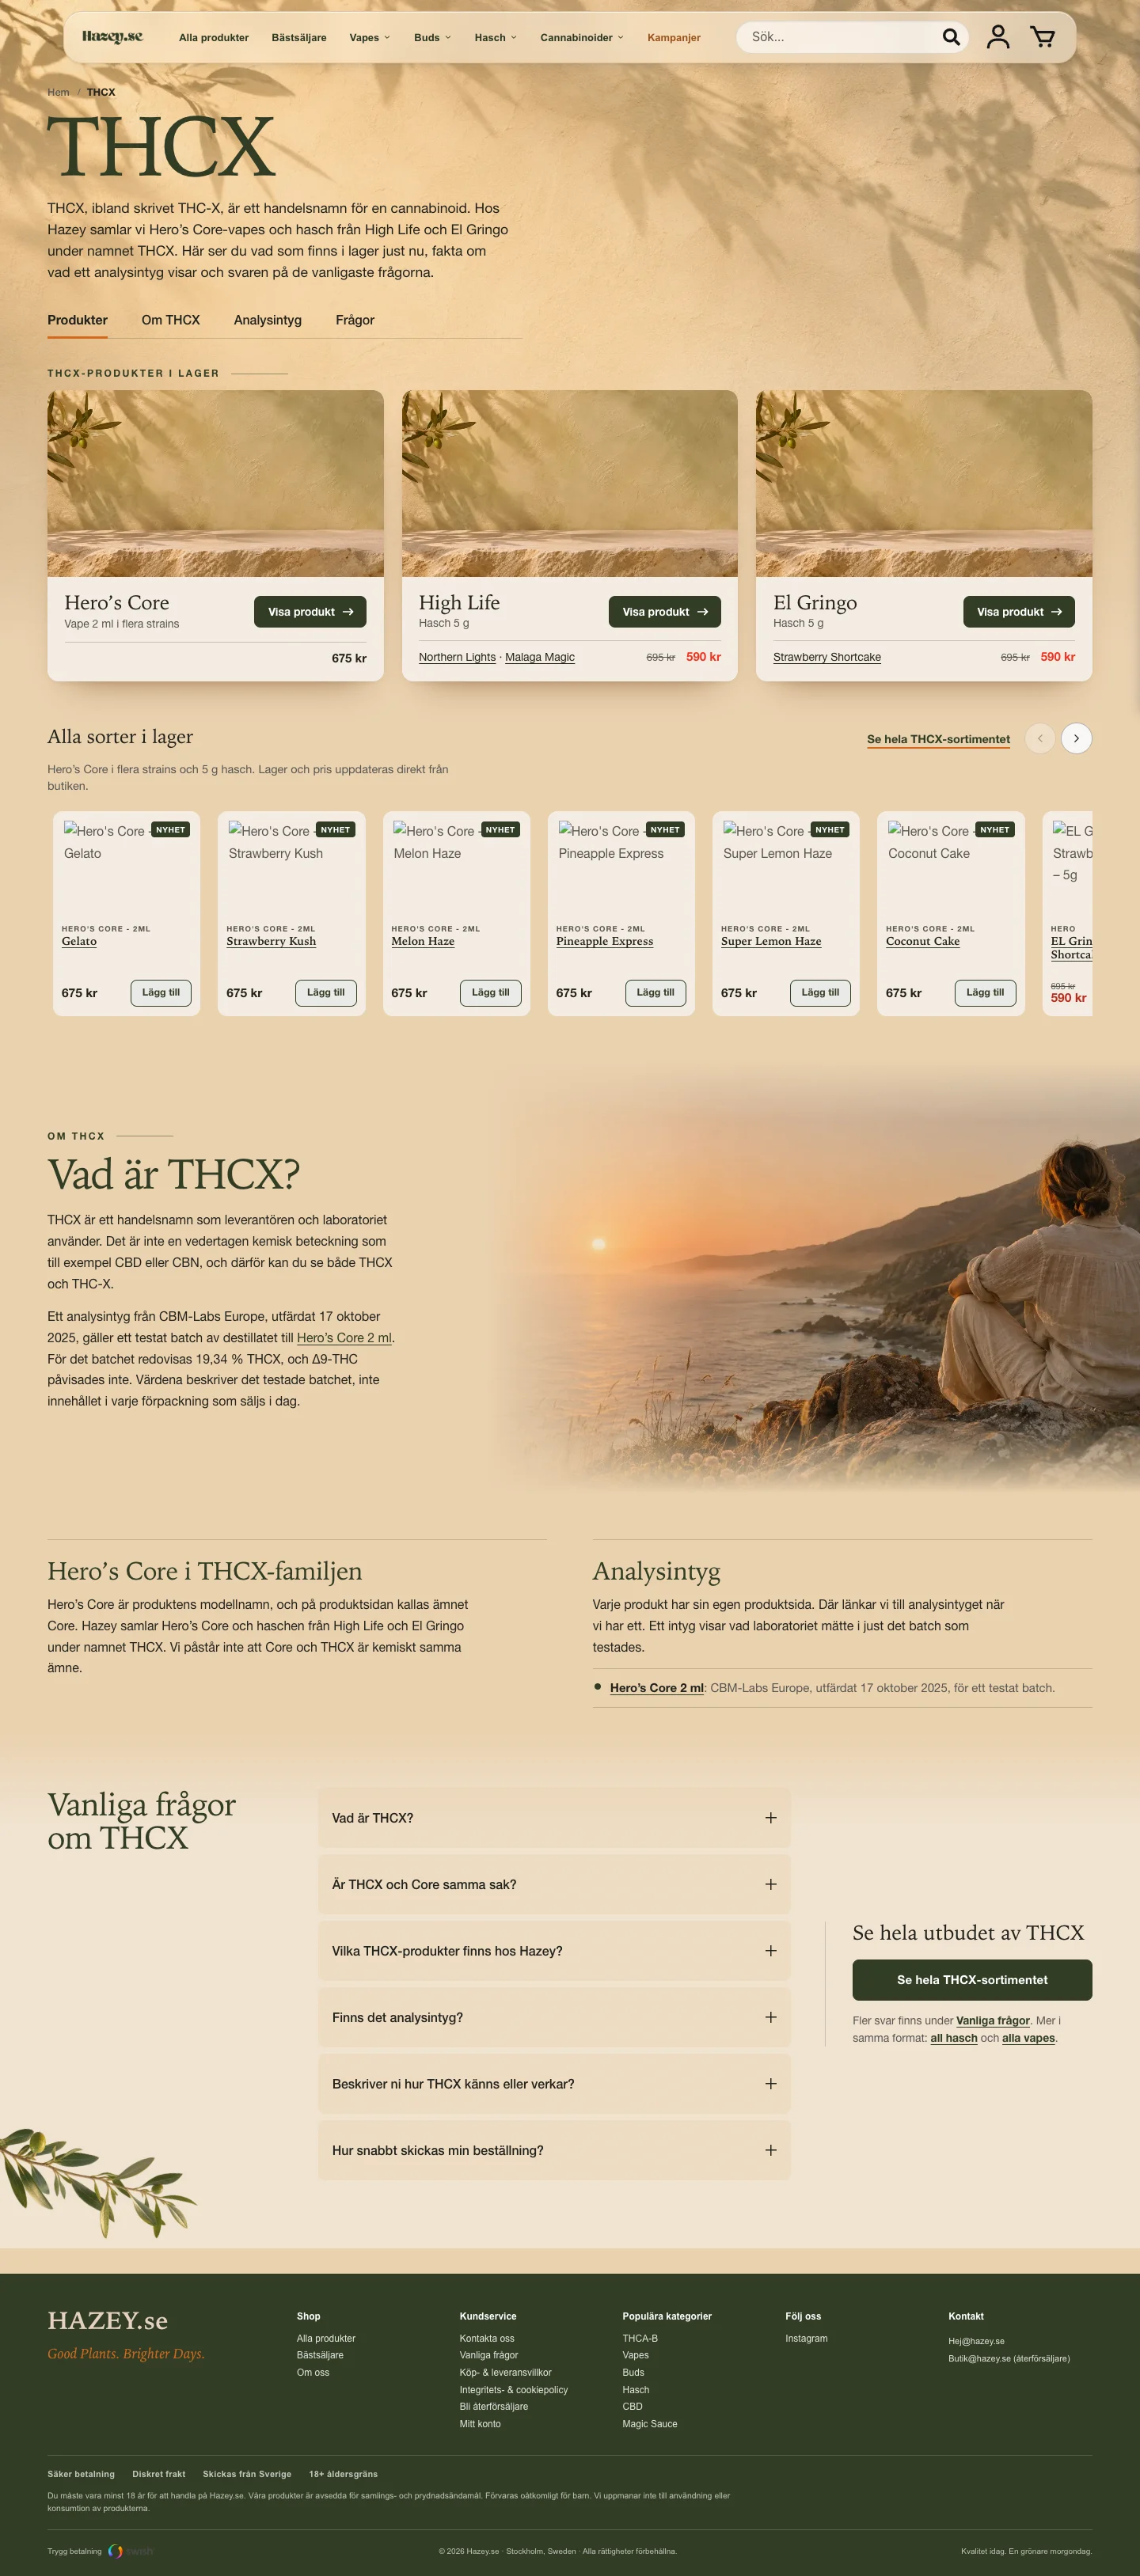 Hazey.se
Alla produkter
Bästsäljare
Vapes
Buds
Hasch
Cannabinoider
Kampanjer
Sök...
Hem / THCX
THCX
THCX, ibland skrivet THC-X, är ett handelsnamn för en cannabinoid. Hos
Hazey samlar vi Hero’s Core-vapes och hasch från High Life och El Gringo
under namnet THCX. Här ser du vad som finns i lager just nu, fakta om
vad ett analysintyg visar och svaren på de vanligaste frågorna.
Produkter
Om THCX
Analysintyg
Frågor
THCX-PRODUKTER I LAGER
Hero’s Core
Vape 2 ml i flera strains
Visa produkt
675 kr
High Life
Hasch 5 g
Visa produkt
Northern Lights · Malaga Magic
695 kr 590 kr
El Gringo
Hasch 5 g
Visa produkt
Strawberry Shortcake
695 kr 590 kr
Alla sorter i lager
Se hela THCX-sortimentet
Hero’s Core i flera strains och 5 g hasch. Lager och pris uppdateras direkt från
butiken.
Hero's Core -
Gelato
NYHET
HERO'S CORE - 2ML
Gelato
675 kr
Lägg till
Hero's Core -
Strawberry Kush
NYHET
HERO'S CORE - 2ML
Strawberry Kush
675 kr
Lägg till
Hero's Core -
Melon Haze
NYHET
HERO'S CORE - 2ML
Melon Haze
675 kr
Lägg till
Hero's Core -
Pineapple Express
NYHET
HERO'S CORE - 2ML
Pineapple Express
675 kr
Lägg till
Hero's Core -
Super Lemon Haze
NYHET
HERO'S CORE - 2ML
Super Lemon Haze
675 kr
Lägg till
Hero's Core -
Coconut Cake
NYHET
HERO'S CORE - 2ML
Coconut Cake
675 kr
Lägg till
EL G
Strawb
– 5g
HERO
EL Grin
Shortca
695 kr
590 kr
OM THCX
Vad är THCX?
THCX är ett handelsnamn som leverantören och laboratoriet
använder. Det är inte en vedertagen kemisk beteckning som
till exempel CBD eller CBN, och därför kan du se både THCX
och THC-X.
Ett analysintyg från CBM-Labs Europe, utfärdat 17 oktober
2025, gäller ett testat batch av destillatet till Hero’s Core 2 ml.
För det batchet redovisas 19,34 % THCX, och Δ9-THC
påvisades inte. Värdena beskriver det testade batchet, inte
innehållet i varje förpackning som säljs i dag.
Hero’s Core i THCX-familjen
Hero’s Core är produktens modellnamn, och på produktsidan kallas ämnet
Core. Hazey samlar Hero’s Core och haschen från High Life och El Gringo
under namnet THCX. Vi påstår inte att Core och THCX är kemiskt samma
ämne.
Analysintyg
Varje produkt har sin egen produktsida. Där länkar vi till analysintyget när
vi har ett. Ett intyg visar vad laboratoriet mätte i just det batch som
testades.
Hero’s Core 2 ml: CBM-Labs Europe, utfärdat 17 oktober 2025, för ett testat batch.
Vanliga frågor
om THCX
Vad är THCX?
Är THCX och Core samma sak?
Vilka THCX-produkter finns hos Hazey?
Finns det analysintyg?
Beskriver ni hur THCX känns eller verkar?
Hur snabbt skickas min beställning?
Se hela utbudet av THCX
Se hela THCX-sortimentet
Fler svar finns under Vanliga frågor. Mer i
samma format: all hasch och alla vapes.
HAZEY.se
Good Plants. Brighter Days.
Shop
Alla produkter
Bästsäljare
Om oss
Kundservice
Kontakta oss
Vanliga frågor
Köp- & leveransvillkor
Integritets- & cookiepolicy
Bli återförsäljare
Mitt konto
Populära kategorier
THCA-B
Vapes
Buds
Hasch
CBD
Magic Sauce
Följ oss
Instagram
Kontakt
Hej@hazey.se
Butik@hazey.se (återförsäljare)
Säker betalning
Diskret frakt
Skickas från Sverige
18+ åldersgräns
Du måste vara minst 18 år för att handla på Hazey.se. Våra produkter är avsedda för samlings- och prydnadsändamål. Förvaras oåtkomligt för barn. Vi uppmanar inte till användning eller
konsumtion av produkterna.
Trygg betalning
swish
© 2026 Hazey.se · Stockholm, Sweden · Alla rättigheter förbehållna.
Kvalitet idag. En grönare morgondag.